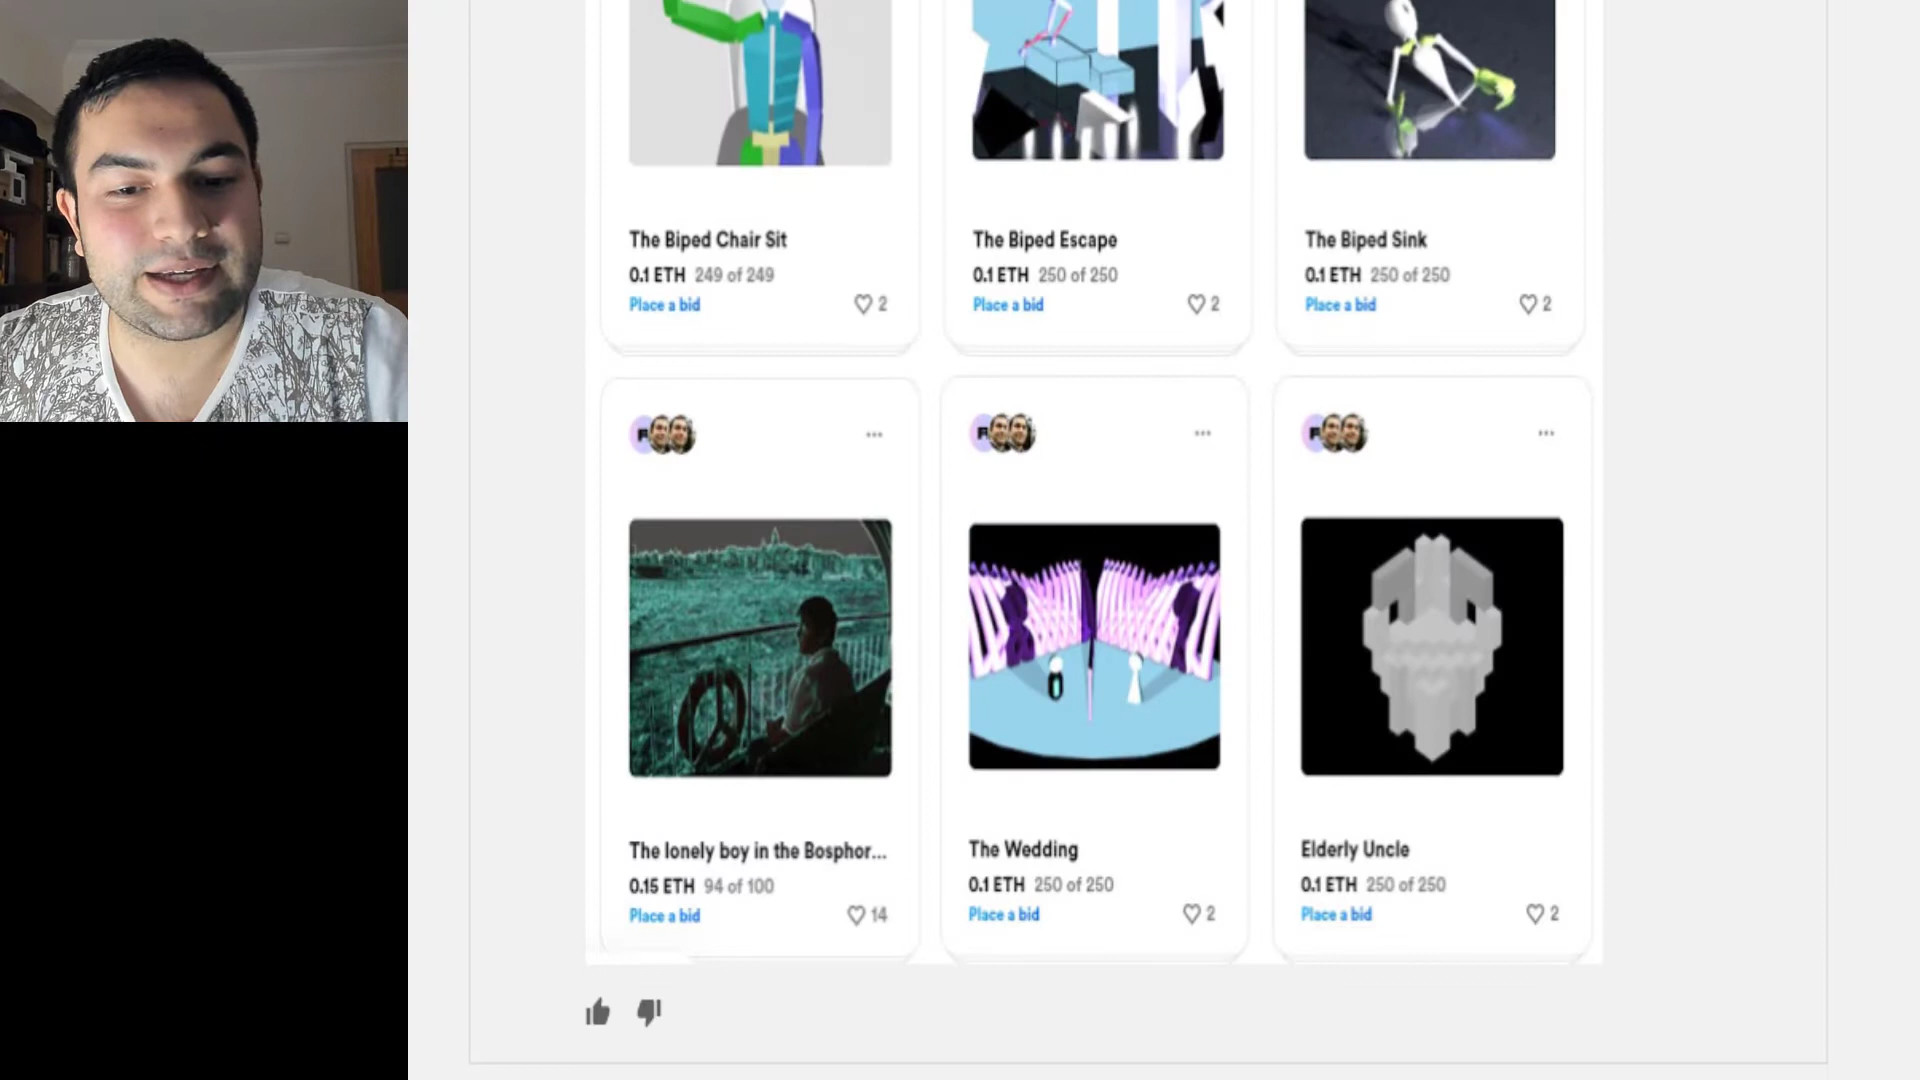 The Biped Chair Sit
0.1 ETH 249 of 249
Place a bid
2
The Biped Escape
0.1 ETH 250 of 250
Place a bid
2
The Biped Sink
0.1 ETH 250 of 250
Place a bid
2
The lonely boy in the Bosphor...
0.15 ETH 94 of 100
Place a bid
14
The Wedding
0.1 ETH 250 of 250
Place a bid
2
Elderly Uncle
0.1 ETH 250 of 250
Place a bid
2